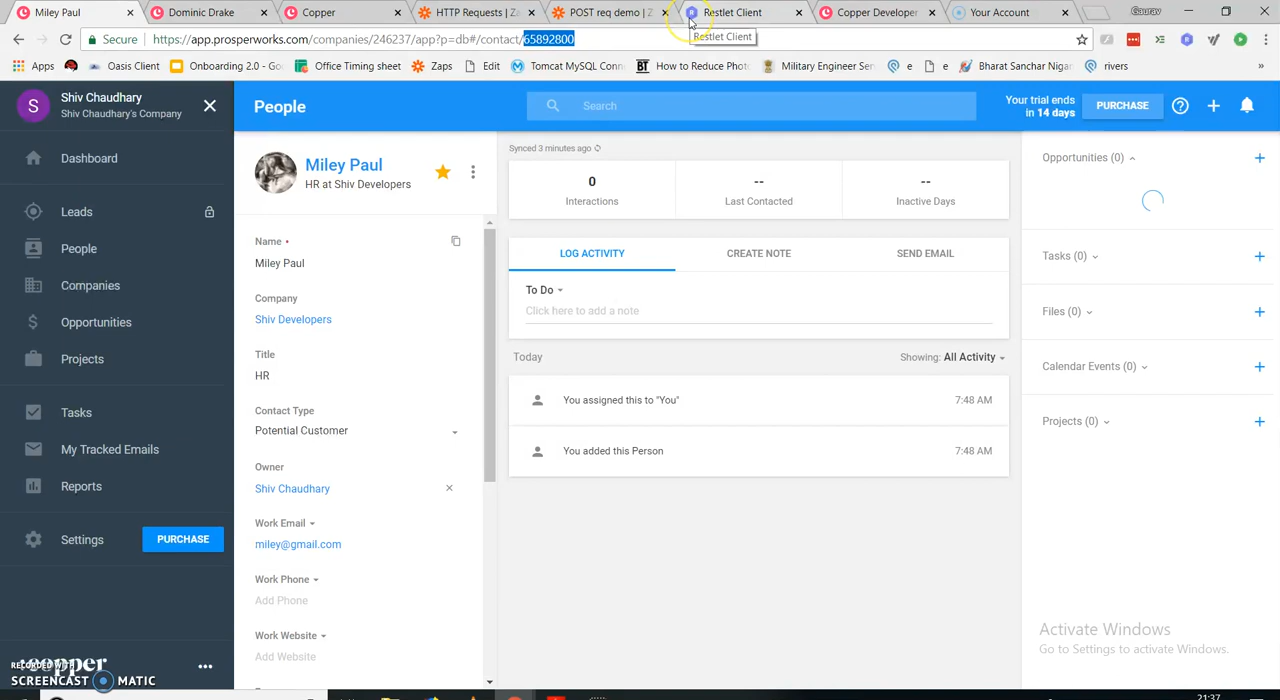 Miley Paul
Dominic Drake
Copper
HTTP Requests | Za
POST req demo | Z
Restlet Client
Copper Developer
Your Account
Gaurav
Secure
https://app.prosperworks.com/companies/246237/app?p=db#/contact/65892800
Restlet Client
Apps
Oasis Client
Onboarding 2.0 - Go
Office Timing sheet
Zaps
Edit
Tomcat MySQL Conn
BT
How to Reduce Phot
Military Engineer Ser
e
e
Bharat Sanchar Niga
rivers
»
S
Shiv Chaudhary
Shiv Chaudhary's Company
People
Search
Your trial ends
in 14 days
PURCHASE
Dashboard
Leads
People
Companies
Opportunities
Projects
Tasks
My Tracked Emails
Reports
Settings
PURCHASE
copper
RECORDED WITH
SCREENCAST MATIC
Miley Paul
HR at Shiv Developers
Name •
Miley Paul
Company
Shiv Developers
Title
HR
Contact Type
Potential Customer
Owner
Shiv Chaudhary
Work Email
miley@gmail.com
Work Phone
Add Phone
Work Website
Add Website
Synced 3 minutes ago
0
Interactions
--
Last Contacted
--
Inactive Days
LOG ACTIVITY
CREATE NOTE
SEND EMAIL
To Do
Click here to add a note
Today
Showing: All Activity
You assigned this to "You"
7:48 AM
You added this Person
7:48 AM
Opportunities (0)
Tasks (0)
Files (0)
Calendar Events (0)
Projects (0)
Activate Windows
Go to Settings to activate Windows.
21:37